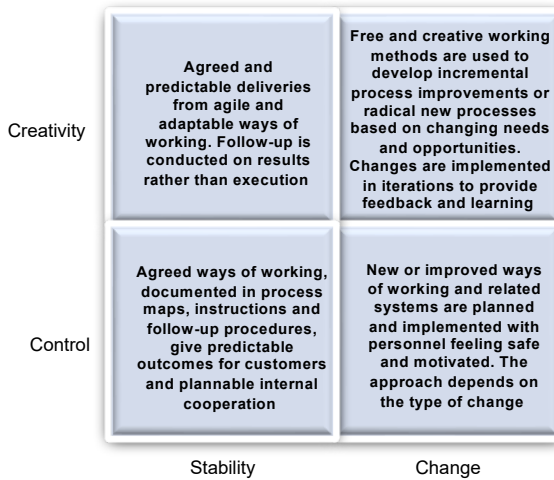 Creativity
Agreed and
predictable deliveries
from agile and
adaptable ways of
working. Follow-up is
conducted on results
rather than execution
Free and creative working
methods are used to
develop incremental
process improvements or
radical new processes
based on changing needs
and opportunities.
Changes are implemented
in iterations to provide
feedback and learning
Control
Agreed ways of working,
documented in process
maps, instructions and
follow-up procedures,
give predictable
outcomes for customers
and plannable internal
cooperation
New or improved ways
of working and related
systems are planned
and implemented with
personnel feeling safe
and motivated. The
approach depends on
the type of change
Stability
Change